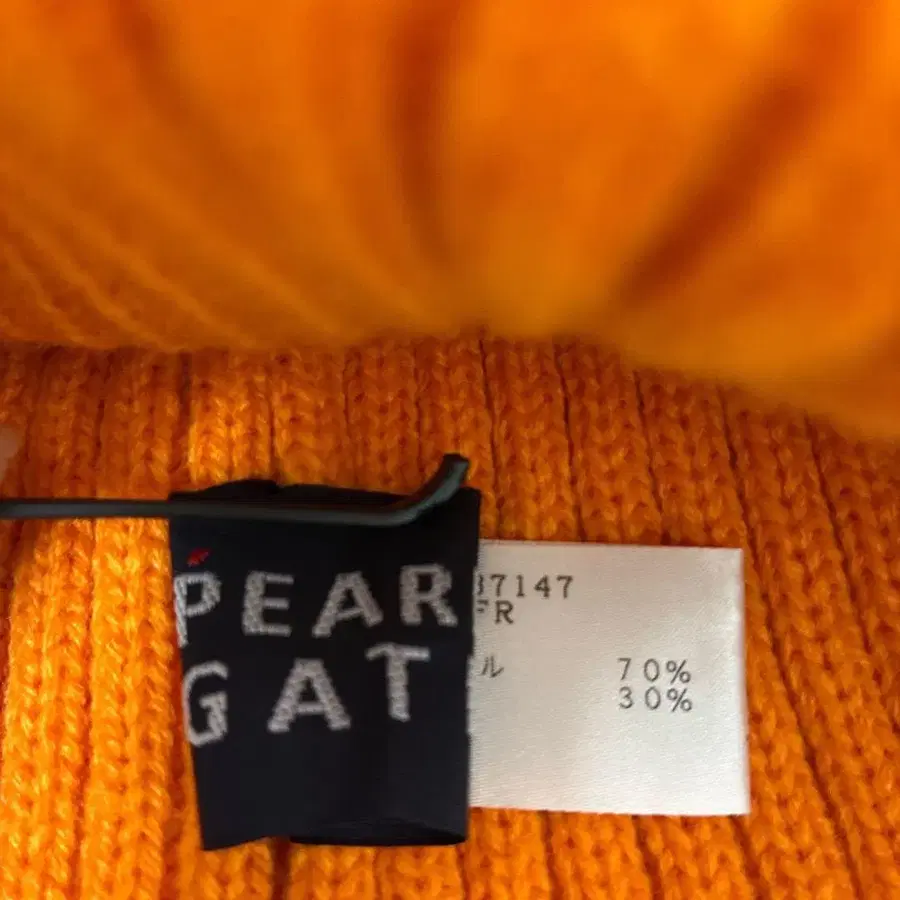 PEAR
GAT
37147
FR
ル 70%
30%